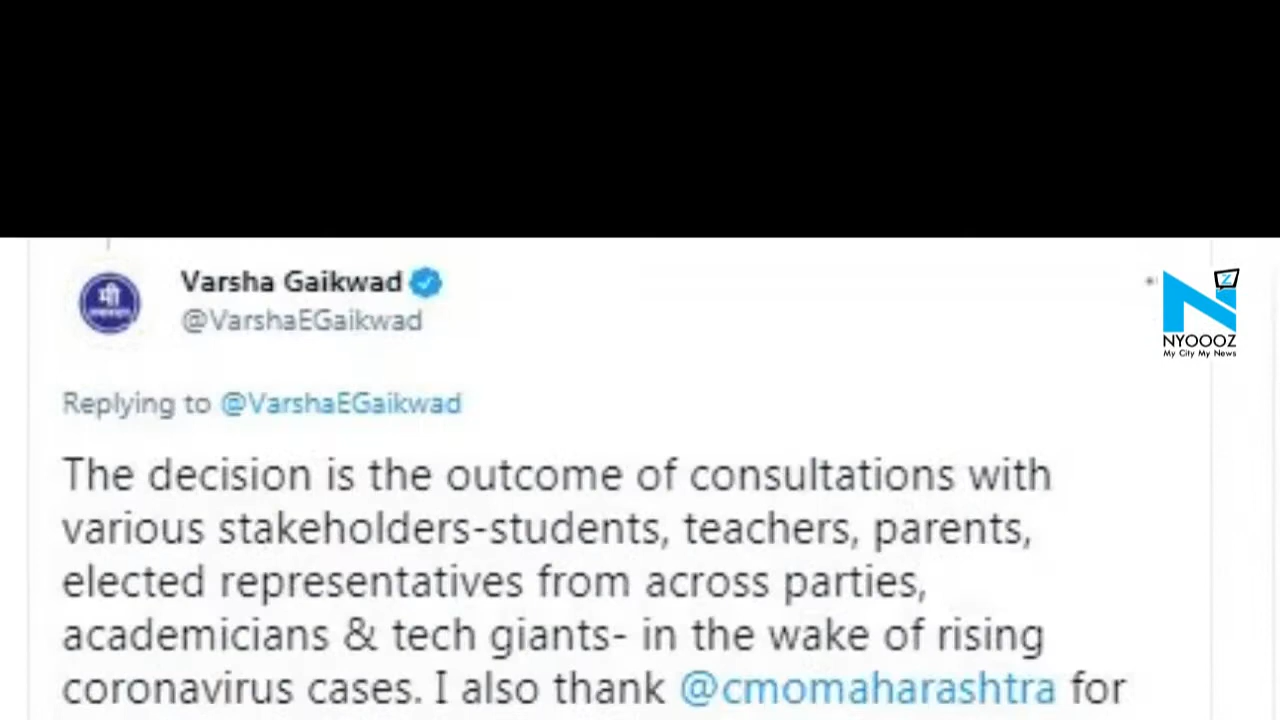 Varsha Gaikwad
@VarshaEGaikwad
Replying to @VarshaEGaikwad
The decision is the outcome of consultations with
various stakeholders-students, teachers, parents,
elected representatives from across parties,
academicians & tech giants- in the wake of rising
coronavirus cases. I also thank @cmomaharashtra for
मी
Z
NYOOOZ
My City My News